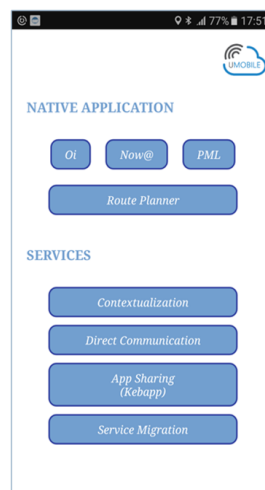 77% 17:51
UMOBILE
NATIVE APPLICATION
Oi Now@ PML
Route Planner
SERVICES
Contextualization
Direct Communication
App Sharing
(Kebapp)
Service Migration